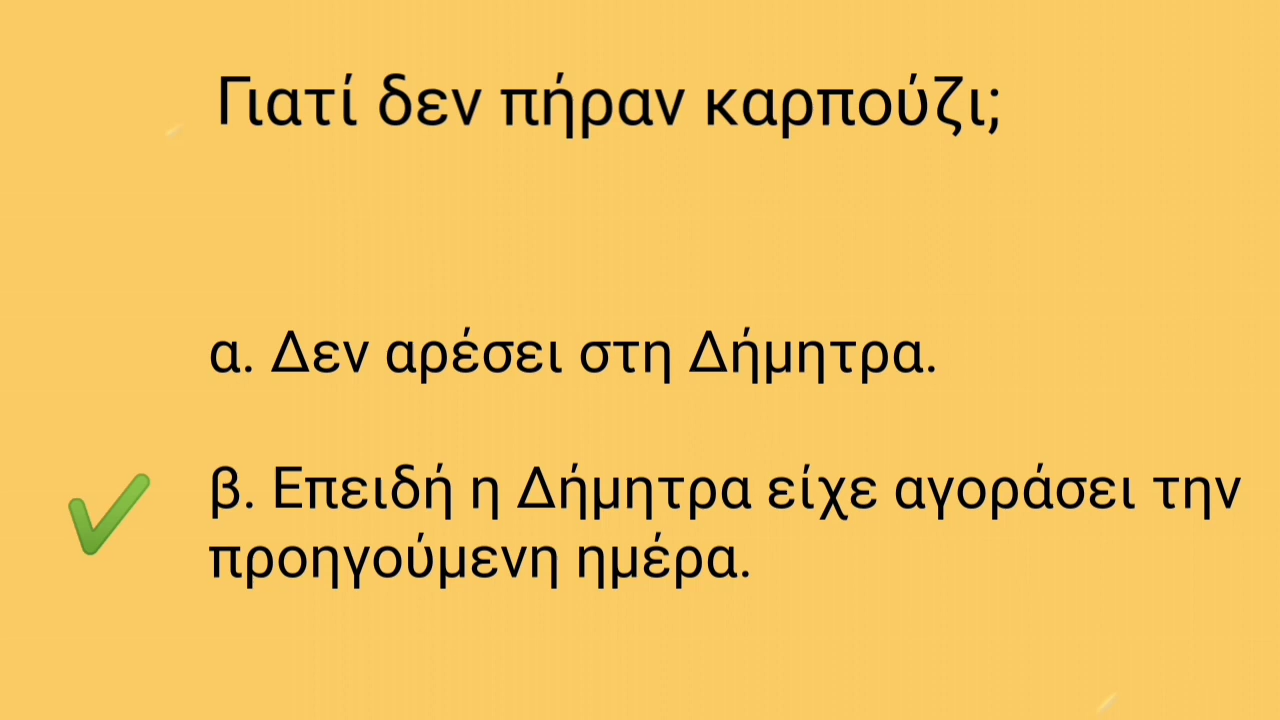 Γιατί δεν πήραν καρπούζι;
α. Δεν αρέσει στη Δήμητρα.
β. Επειδή η Δήμητρα είχε αγοράσει την
προηγούμενη ημέρα.